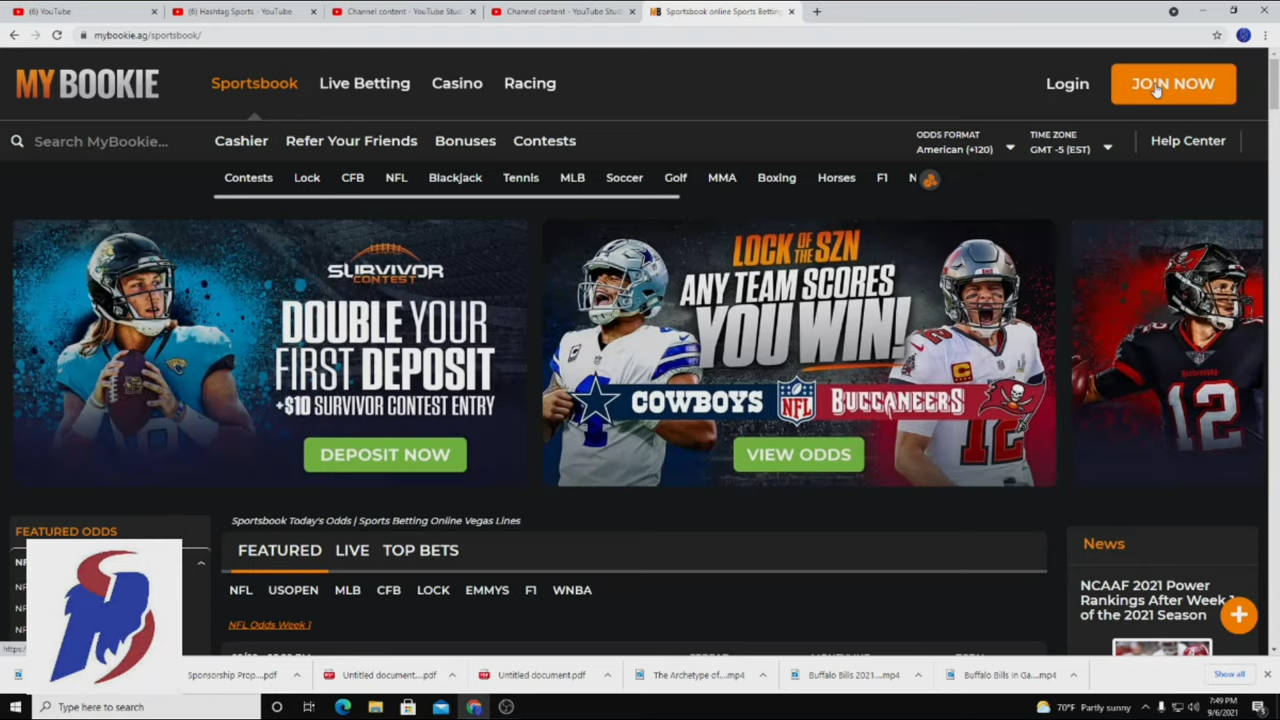 (6) YouTube
(6) Hashtag Sports - YouTube
Channel content - YouTube Stud
Channel content - YouTube Stud
Sportsbook online Sports Betting
mybookie.ag/sportsbook/
MYBOOKIE
Sportsbook
Live Betting
Casino
Racing
Login
JOIN NOW
Search MyBookie...
Cashier
Refer Your Friends
Bonuses
Contests
ODDS FORMAT
American (+120)
TIME ZONE
GMT -5 (EST)
Help Center
Contests
Lock
CFB
NFL
Blackjack
Tennis
MLB
Soccer
Golf
MMA
Boxing
Horses
F1
N
SURVIVOR
CONTEST
DOUBLE YOUR
FIRST DEPOSIT
+$10 SURVIVOR CONTEST ENTRY
DEPOSIT NOW
LOCK OF THE SZN
ANY TEAM SCORES
YOU WIN!
COWBOYS
NFL
BUCCANEERS
12
VIEW ODDS
12
Sportsbook Today's Odds | Sports Betting Online Vegas Lines
FEATURED ODDS
FEATURED
LIVE
TOP BETS
NFL
USOPEN
MLB
CFB
LOCK
EMMYS
F1
WNBA
NFL Odds Week 1
News
NCAAF 2021 Power
Rankings After Week 1
of the 2021 Season
https:/
Sponsorship Prop....pdf
Untitled document....pdf
Untitled document.pdf
The Archetype of....mp4
Buffalo Bills 2021....mp4
Buffalo Bills in Ga....mp4
Show all
Type here to search
70°F Partly sunny
7:49 PM
9/6/2021